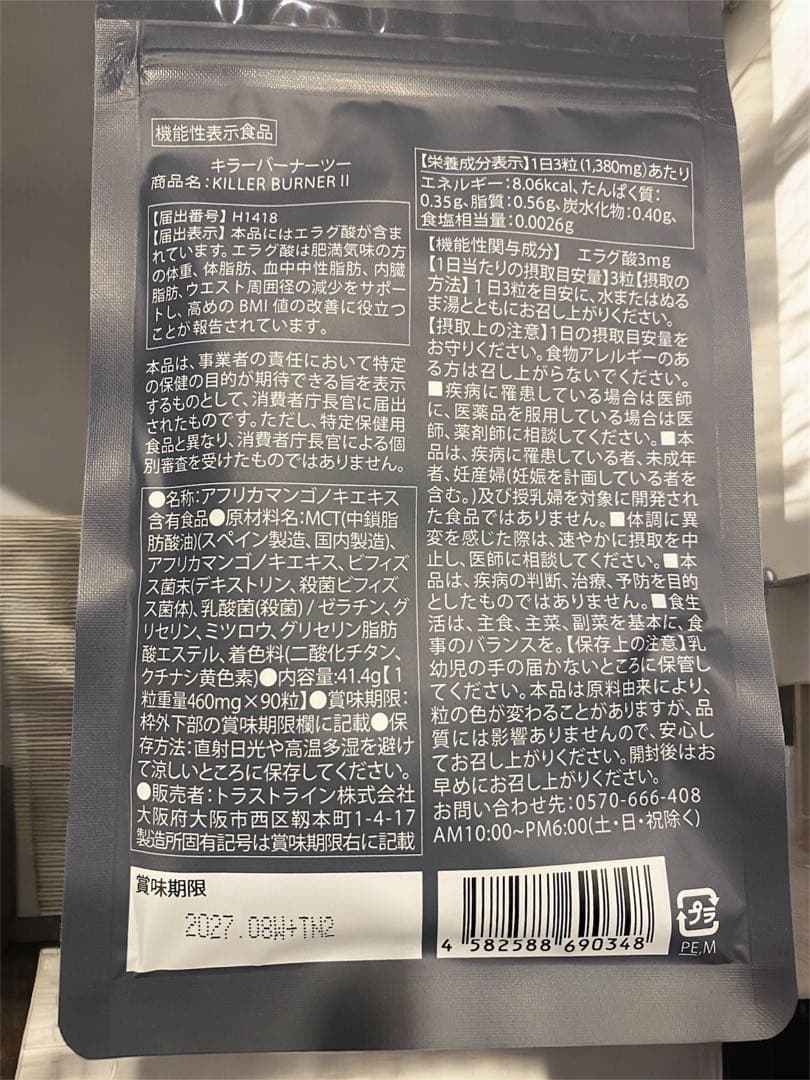 機能性表示食品
キラーバーナーツー
商品名:KILLER BURNER II
【届出番号】H1418
【届出表示】本品にはエラグ酸が含ま
れています。エラグ酸は肥満気味の方
の体重、体脂肪、血中中性脂肪、内臓
脂肪、ウエスト周囲径の減少をサポー
トし、高めのBMI値の改善に役立つ
ことが報告されています。
本品は、事業者の責任において特定
の保健の目的が期待できる旨を表示
するものとして、消費者庁長官に届出
されたものです。ただし、特定保健用
食品と異なり、消費者庁長官による個
別審査を受けたものではありません。
●名称:アフリカマンゴノキエキス
含有食品●原材料名:MCT(中鎖脂
肪酸油)(スペイン製造、国内製造)、
アフリカマンゴノキエキス、ビフィズ
ス菌末(デキストリン、殺菌ビフィズ
ス菌体)、乳酸菌(殺菌) / ゼラチン、グ
リセリン、ミツロウ、グリセリン脂肪
酸エステル、着色料(二酸化チタン、
クチナシ黄色素)●内容量:41.4g【1
粒重量460mg×90粒】●賞味期限:
枠外下部の賞味期限欄に記載●保
存方法:直射日光や高温多湿を避け
て涼しいところに保存してください。
●販売者:トラストライン株式会社
大阪府大阪市西区靱本町1-4-17
製造所固有記号は賞味期限右に記載
【栄養成分表示】1日3粒(1,380mg)あたり
エネルギー:8.06kcal、たんぱく質:
0.35g、脂質:0.56g、炭水化物:0.40g、
食塩相当量:0.0026g
【機能性関与成分】 エラグ酸3mg
【1日当たりの摂取目安量】3粒【摂取の
方法】1日3粒を目安に、水またはぬる
ま湯とともにお召し上がりください。
【摂取上の注意】1日の摂取目安量を
お守りください。食物アレルギーのあ
る方は召し上がらないでください。
■疾病に罹患している場合は医師
に、医薬品を服用している場合は医
師、薬剤師に相談してください。■本
品は、疾病に罹患している者、未成年
者、妊産婦(妊娠を計画している者を
含む。)及び授乳婦を対象に開発され
た食品ではありません。■体調に異
変を感じた際は、速やかに摂取を中
止し、医師に相談してください。■本
品は、疾病の判断、治療、予防を目的
としたものではありません。■食生
活は、主食、主菜、副菜を基本に、食
事のバランスを。【保存上の注意】乳
幼児の手の届かないところに保管し
てください。本品は原料由来により、
粒の色が変わることがありますが、品
質には影響ありませんので、安心し
てお召し上がりください。開封後はお
早めにお召し上がりください。
お問い合わせ先:0570-666-408
AM10:00~PM6:00(土・日・祝除く)
賞味期限
2027.08W+TN2
4 582588 690348
プラ
PE,M